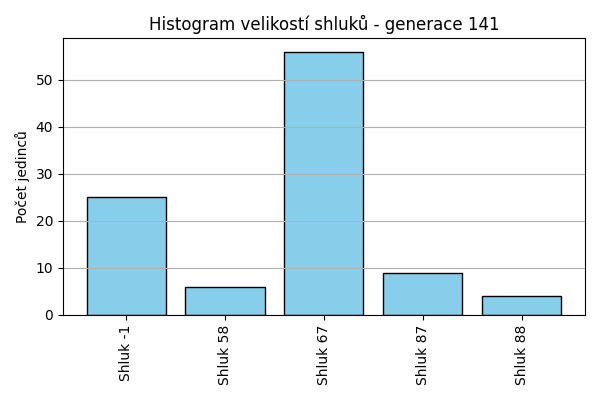 Histogram velikostí shluků - generace 141
Počet jedinců
50
40
30
20
10
0
Shluk -1
Shluk 58
Shluk 67
Shluk 87
Shluk 88